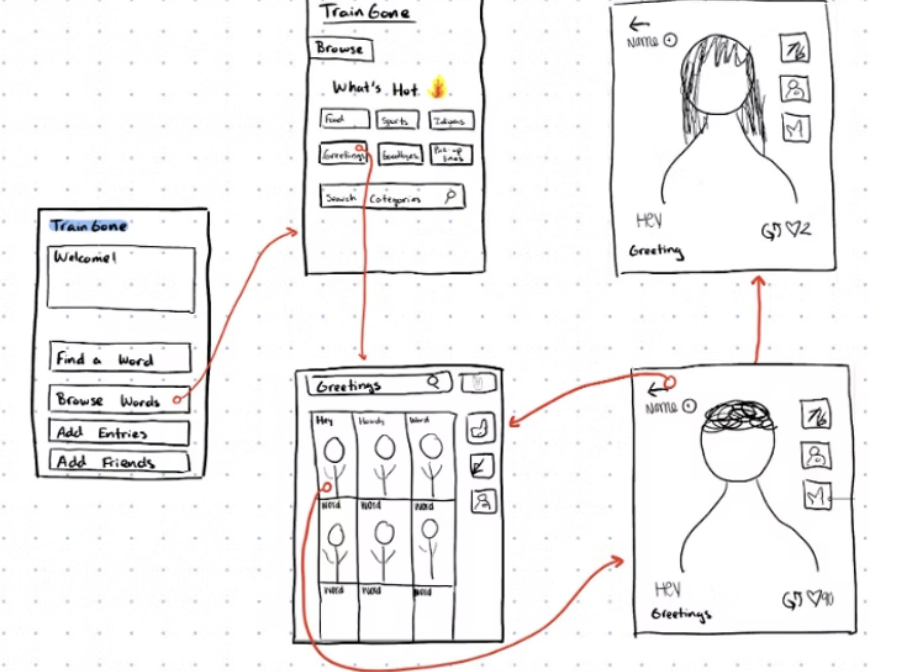 Train Gone
Welcome!
Find a Word
Browse Words
Add Entries
Add Friends
Train Gone
Browse
What's Hot
Food Sports Idioms
Greetings Goodbyes Pick-up
lines
Search Categories
Greetings
Hey Howdy Word
Word Word Word
Word Word Word
Name
Hey
Greeting
2
Name
Hey
Greetings
90